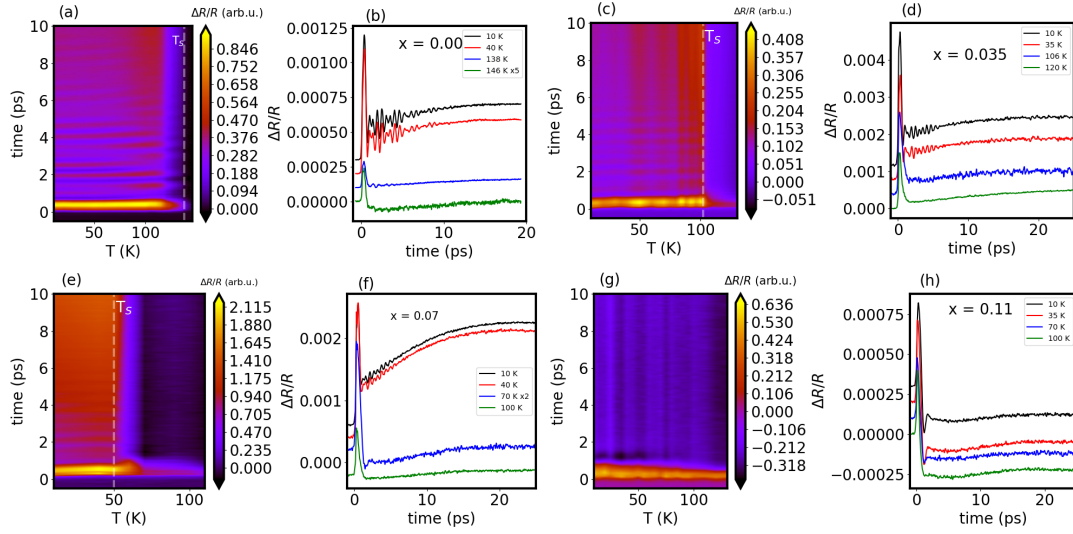 (a)
ΔR/R (arb.u.)
T_S
10
8
6
4
2
0
time (ps)
50
100
T (K)
0.846
0.752
0.658
0.564
0.470
0.376
0.282
0.188
0.094
0.000
(b)
x = 0.00
10 K
40 K
138 K
146 K x5
0.00125
0.00100
0.00075
0.00050
0.00025
0.00000
ΔR/R
0
10
20
time (ps)
(c)
ΔR/R (arb.u.)
T_S
10
8
6
4
2
0
time (ps)
50
100
T (K)
0.408
0.357
0.306
0.255
0.204
0.153
0.102
0.051
0.000
−0.051
(d)
x = 0.035
10 K
35 K
106 K
120 K
0.004
0.003
0.002
0.001
0.000
ΔR/R
0
10
20
time (ps)
(e)
ΔR/R (arb.u.)
T_S
10
8
6
4
2
0
time (ps)
50
100
T (K)
2.115
1.880
1.645
1.410
1.175
0.940
0.705
0.470
0.235
0.000
(f)
x = 0.07
10 K
40 K
70 K x2
100 K
0.002
0.001
0.000
ΔR/R
0
10
20
time (ps)
(g)
ΔR/R (arb.u.)
10
8
6
4
2
0
time (ps)
50
100
T (K)
0.636
0.530
0.424
0.318
0.212
0.106
0.000
−0.106
−0.212
−0.318
(h)
x = 0.11
10 K
35 K
70 K
100 K
0.00075
0.00050
0.00025
0.00000
−0.00025
ΔR/R
0
10
20
time (ps)